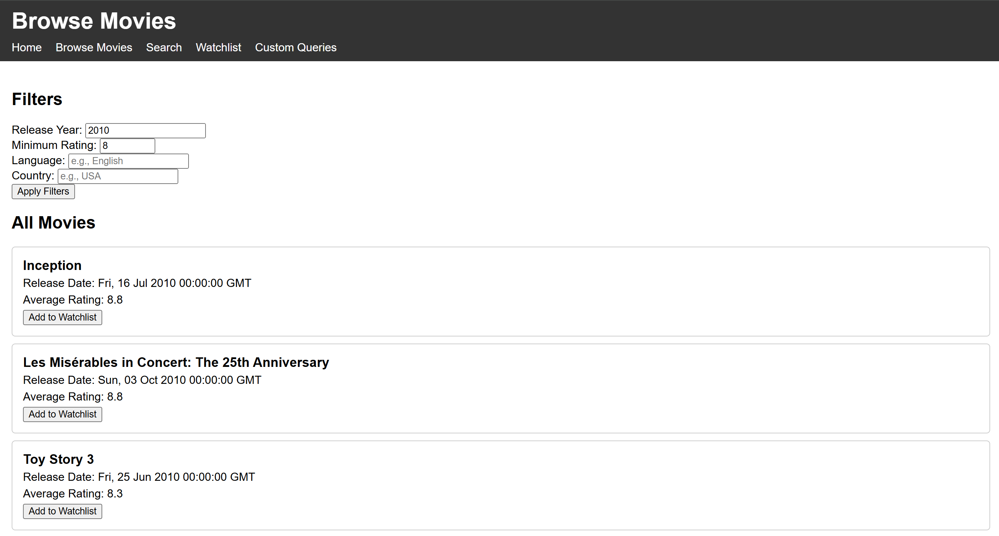 Browse Movies
Home Browse Movies Search Watchlist Custom Queries
Filters
Release Year: 2010
Minimum Rating: 8
Language: e.g., English
Country: e.g., USA
Apply Filters
All Movies
Inception
Release Date: Fri, 16 Jul 2010 00:00:00 GMT
Average Rating: 8.8
Add to Watchlist
Les Misérables in Concert: The 25th Anniversary
Release Date: Sun, 03 Oct 2010 00:00:00 GMT
Average Rating: 8.8
Add to Watchlist
Toy Story 3
Release Date: Fri, 25 Jun 2010 00:00:00 GMT
Average Rating: 8.3
Add to Watchlist